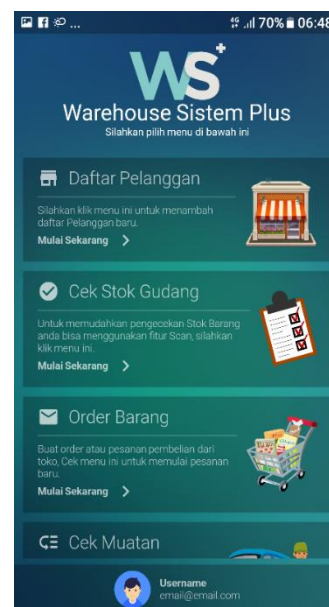 ... 4G 70% 06:48
WS+
Warehouse Sistem Plus
Silahkan pilih menu di bawah ini
Daftar Pelanggan
Silahkan klik menu ini untuk menambah
daftar Pelanggan baru.
Mulai Sekarang >
Cek Stok Gudang
Untuk memudahkan pengecekan Stok Barang
anda bisa menggunakan fitur Scan, silahkan
klik menu ini.
Mulai Sekarang >
Order Barang
Buat order atau pesanan pembelian dari
toko, Cek menu ini untuk memulai pesanan
baru.
Mulai Sekarang >
Cek Muatan
Username
email@email.com